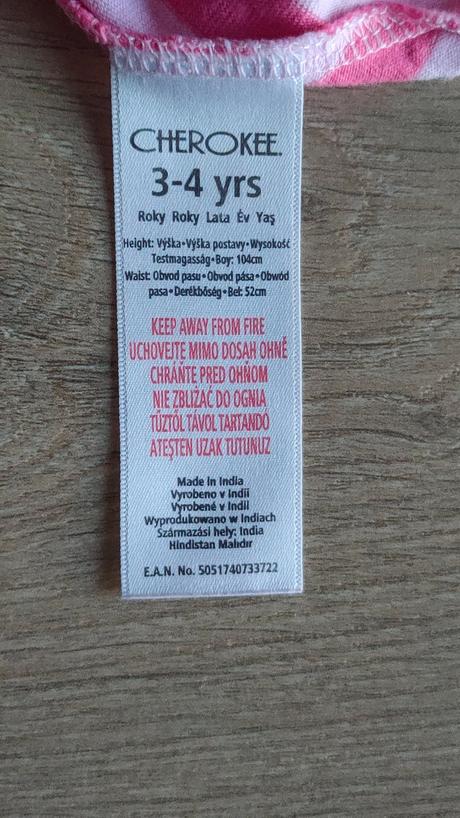 CHEROKEE.
3-4 yrs
Roky Roky Lata Év Yaş
Height: Výška•Výška postavy•Wysokość
Testmagasság•Boy: 104cm
Waist: Obvod pasu•Obvod pása•Obwód
pasa•Derékbőség•Bel: 52cm
KEEP AWAY FROM FIRE
UCHOVEJTE MIMO DOSAH OHNĚ
CHRÁŇTE PRED OHŇOM
NIE ZBLIŻAĆ DO OGNIA
TŰZTŐL TÁVOL TARTANDÓ
ATEŞTEN UZAK TUTUNUZ
Made in India
Vyrobeno v Indii
Vyrobené v Indii
Wyprodukowano w Indiach
Származási hely: India
Hindistan Malıdır
E.A.N. No. 5051740733722